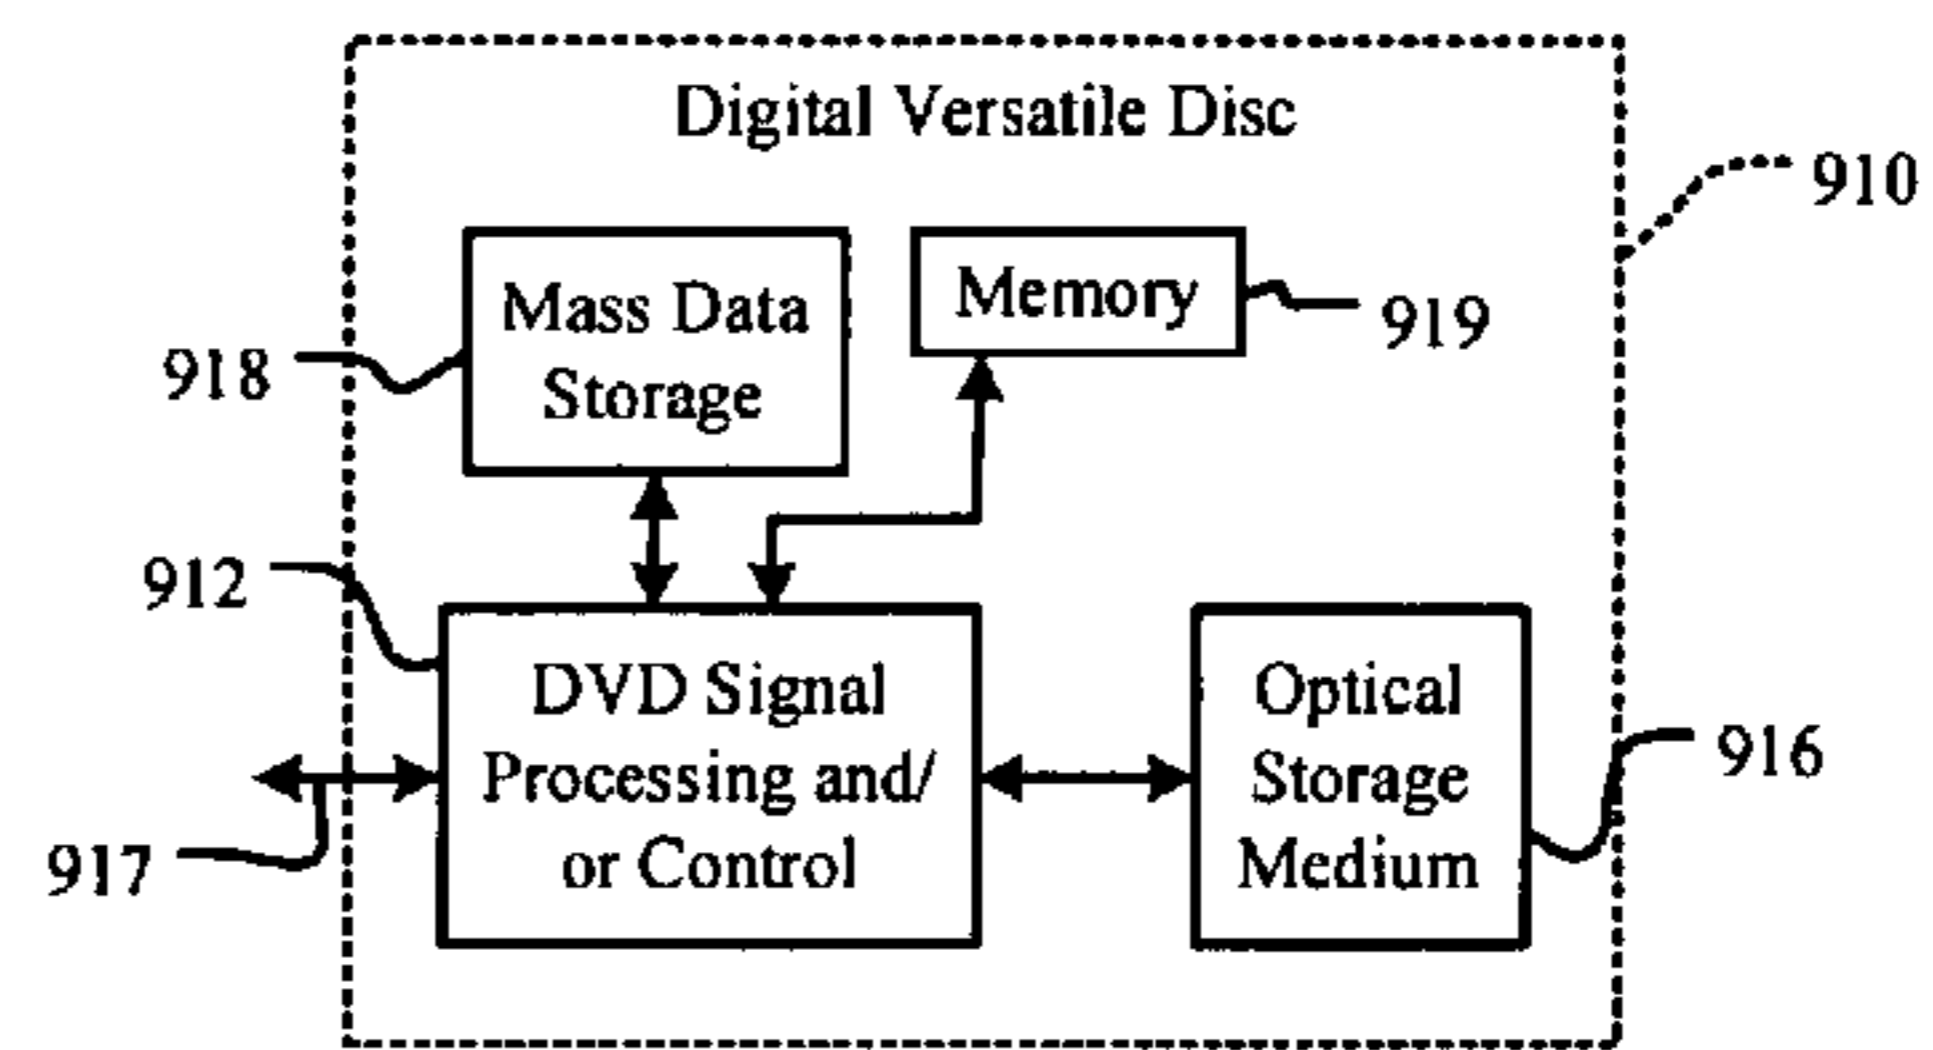 Digital Versatile Disc
910
Mass Data
Storage
Memory
919
918
912
DVD Signal
Processing and/
or Control
Optical
Storage
Medium
916
917